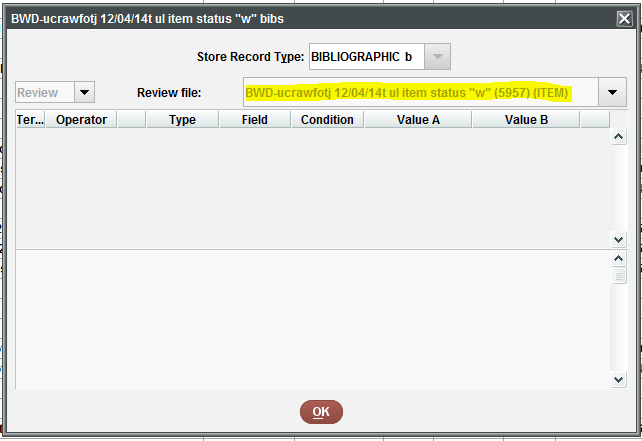 BWD-ucrawfotj 12/04/14t ul item status "w" bibs
Store Record Type: BIBLIOGRAPHIC b
Review Review file: BWD-ucrawfotj 12/04/14t ul item status "w" (5957) (ITEM)
Ter... Operator Type Field Condition Value A Value B
OK